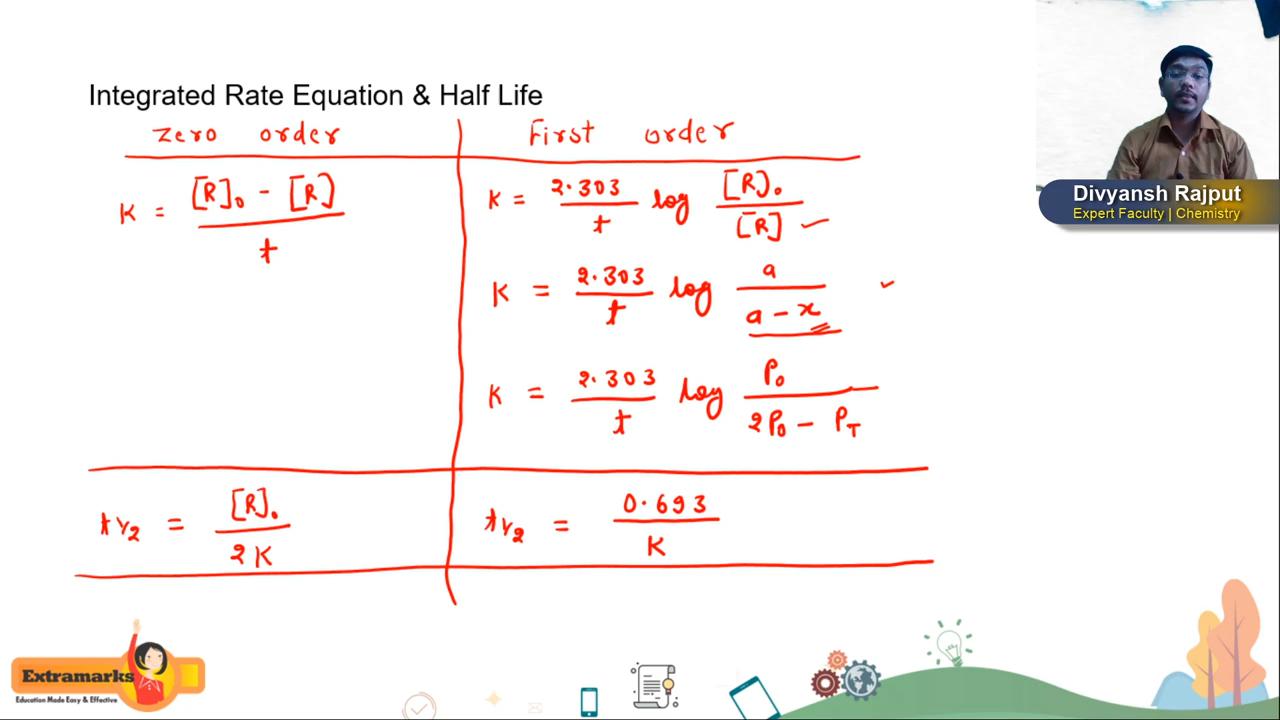 Integrated Rate Equation & Half Life
Zero order
First order
K = [R]₀ - [R] / t
K = 2.303 / t log [R]₀ / [R]
K = 2.303 / t log a / a - x
K = 2.303 / t log P₀ / 2P₀ - P_T
t1/2 = [R]₀ / 2K
t1/2 = 0.693 / K
Divyansh Rajput
Expert Faculty | Chemistry
Extramarks
Education Made Easy & Effective